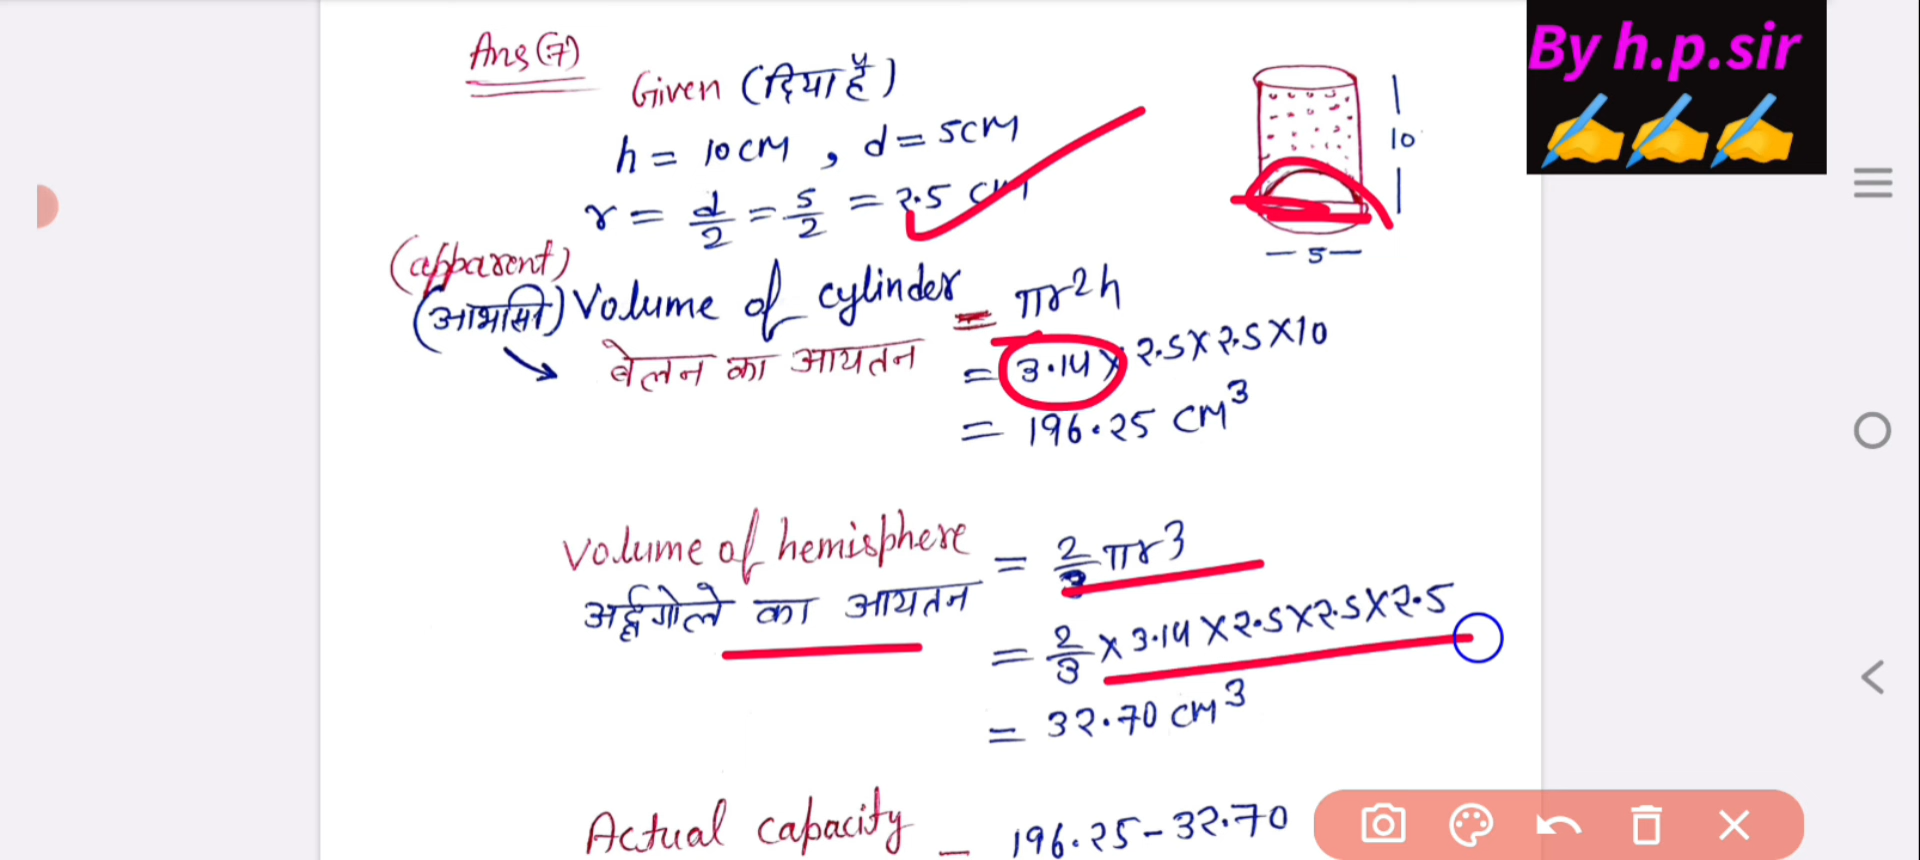 By h.p.sir
Ans (7)
Given (दिया है)
h = 10 cm , d = 5cm
r = d/2 = 5/2 = 2.5 cm
10
5
(apparent)
(आभासी) Volume of cylinder = πr2h
बेलन का आयतन = 3.14 × 2.5 × 2.5 × 10
= 196.25 cm3
Volume of hemisphere = 2/3 πr3
अर्द्धगोले का आयतन = 2/3 × 3.14 × 2.5 × 2.5 × 2.5
= 32.70 cm3
Actual capacity = 196.25 - 32.70